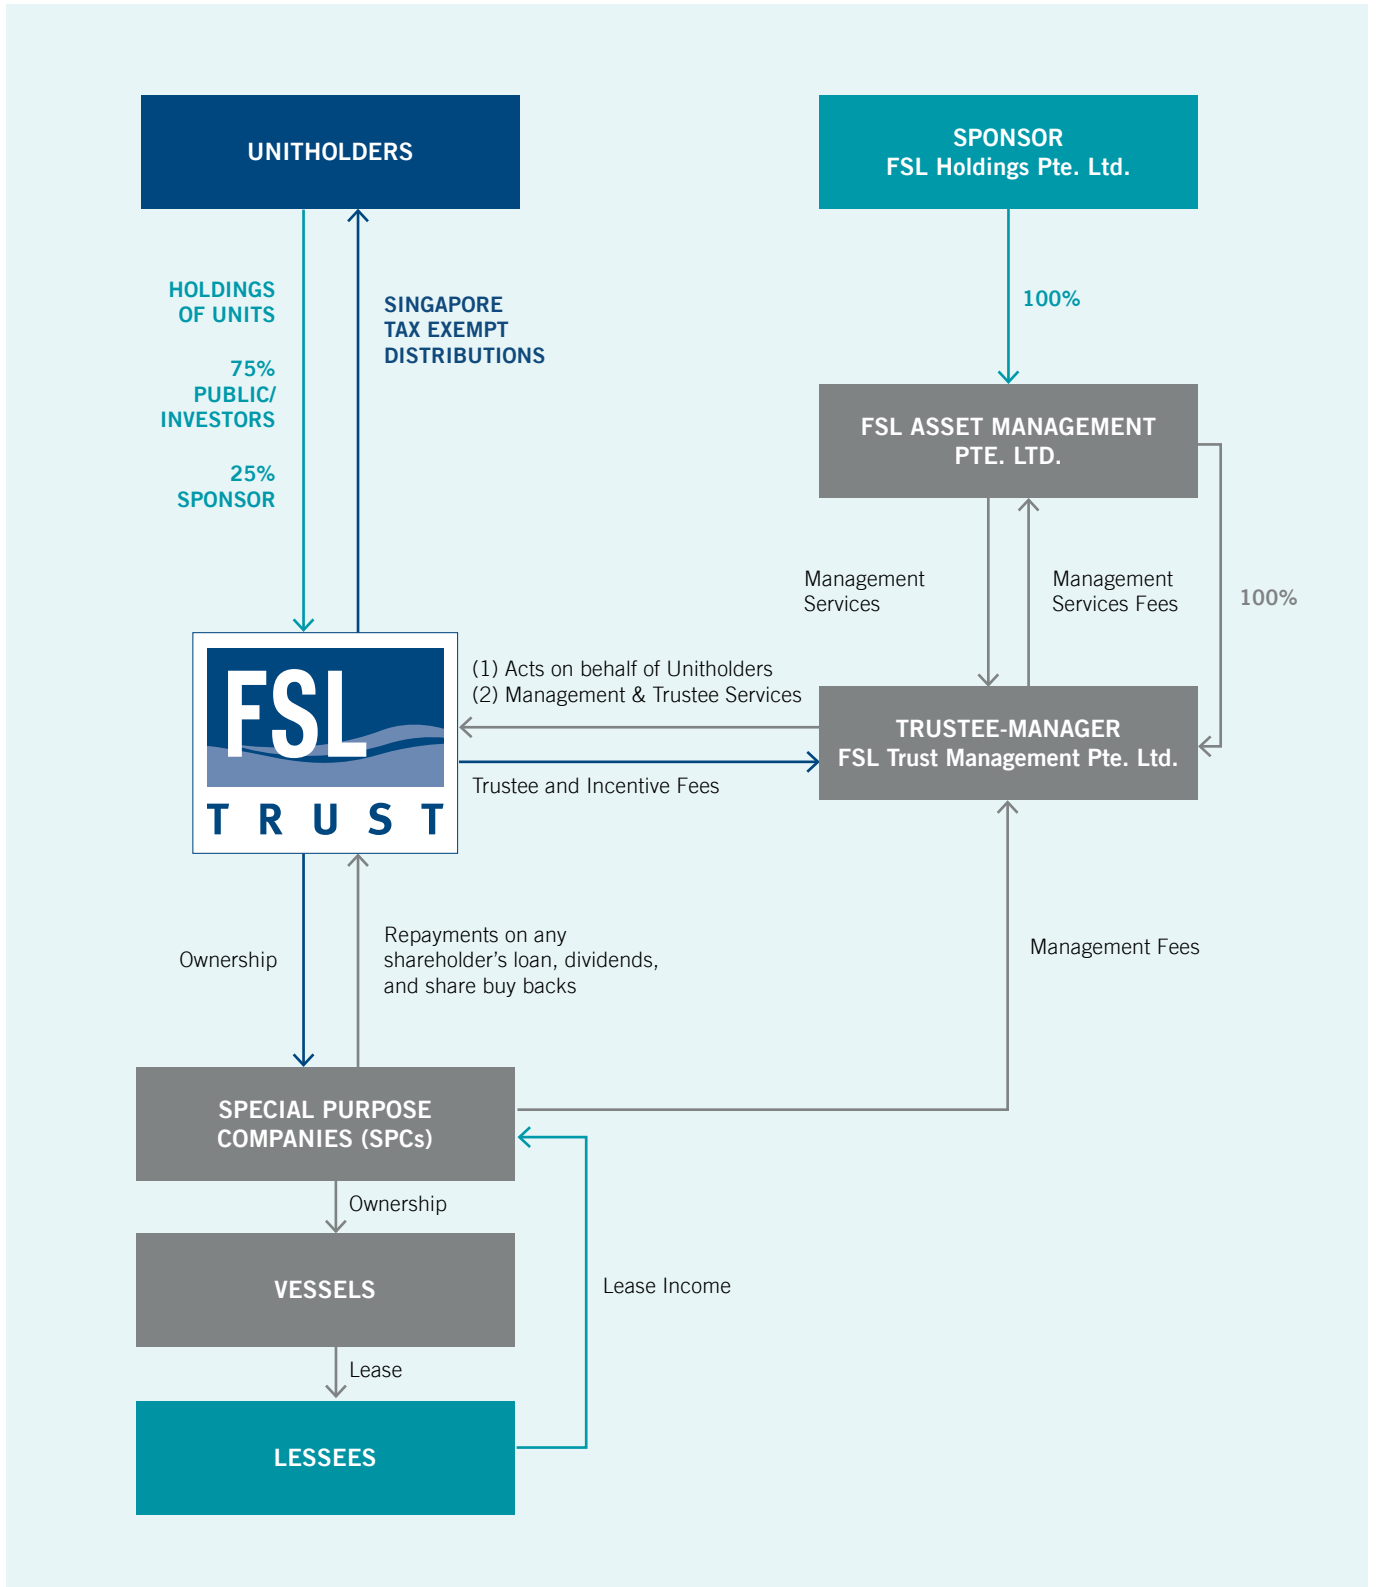 UNITHOLDERS
SPONSOR
FSL Holdings Pte. Ltd.
HOLDINGS
OF UNITS
75%
PUBLIC/
INVESTORS
25%
SPONSOR
SINGAPORE
TAX EXEMPT
DISTRIBUTIONS
100%
FSL ASSET MANAGEMENT
PTE. LTD.
Management
Services
Management
Services Fees
100%
FSL
TRUST
(1) Acts on behalf of Unitholders
(2) Management & Trustee Services
Trustee and Incentive Fees
TRUSTEE-MANAGER
FSL Trust Management Pte. Ltd.
Ownership
Repayments on any
shareholder’s loan, dividends,
and share buy backs
Management Fees
SPECIAL PURPOSE
COMPANIES (SPCs)
Ownership
VESSELS
Lease Income
Lease
LESSEES